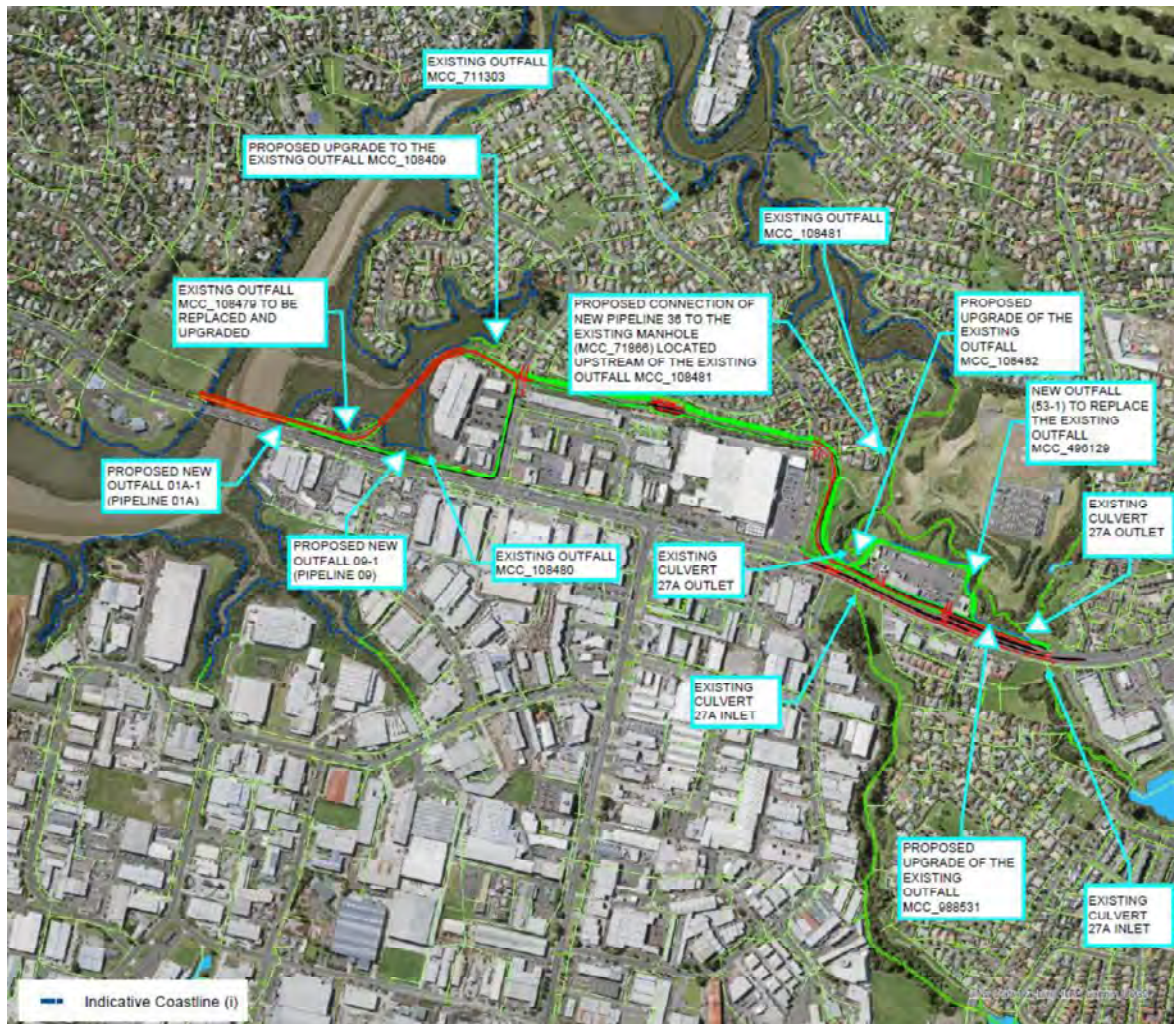 EXISTING OUTFALL
MCC_711303
PROPOSED UPGRADE TO THE
EXISTNG OUTFALL MCC_108409
EXISTING OUTFALL
MCC_108481
EXISTNG OUTFALL
MCC_108479 TO BE
REPLACED AND
UPGRADED
PROPOSED CONNECTION OF
NEW PIPELINE 36 TO THE
EXISTING MANHOLE
(MCC_71866) LOCATED
UPSTREAM OF THE EXISTING
OUTFALL MCC_108481
PROPOSED
UPGRADE OF THE
EXISTING
OUTFALL
MCC_108482
NEW OUTFALL
(53-1) TO REPLACE
THE EXISTING
OUTFALL
MCC_496129
PROPOSED NEW
OUTFALL 01A-1
(PIPELINE 01A)
PROPOSED NEW
OUTFALL 09-1
(PIPELINE 09)
EXISTING OUTFALL
MCC_108480
EXISTING
CULVERT
27A OUTLET
EXISTING
CULVERT
27A OUTLET
EXISTING
CULVERT
27A INLET
PROPOSED
UPGRADE OF THE
EXISTING
OUTFALL
MCC_988531
EXISTING
CULVERT
27A INLET
Indicative Coastline (i)